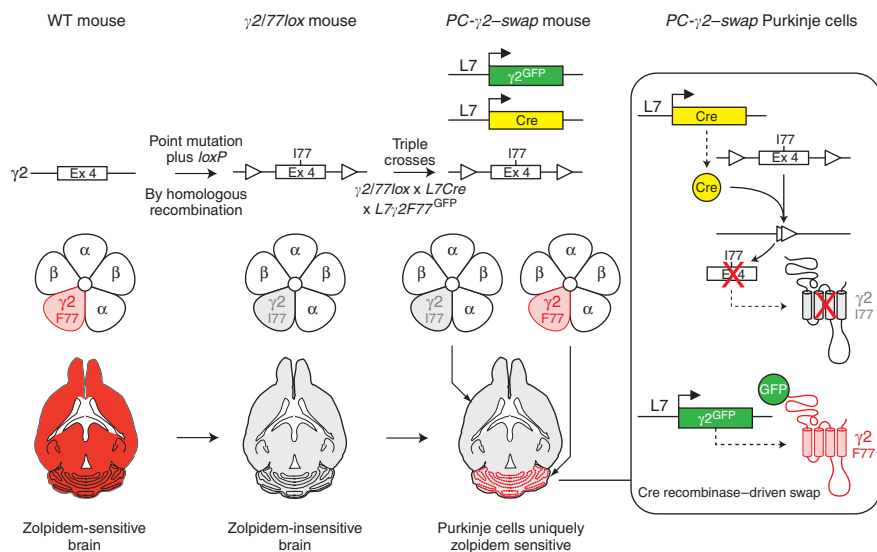 WT mouse
γ2/77lox mouse
PC-γ2–swap mouse
PC-γ2–swap Purkinje cells
L7
γ2GFP
L7
Cre
Point mutation
plus loxP
By homologous
recombination
Triple
crosses
γ2/77lox x L7Cre
x L7γ2F77GFP
γ2
Ex 4
I77
Ex 4
I77
Ex 4
α
β
β
α
γ2
F77
α
β
β
α
γ2
I77
α
β
β
α
γ2
I77
α
β
β
α
γ2
F77
Zolpidem-sensitive
brain
Zolpidem-insensitive
brain
Purkinje cells uniquely
zolpidem sensitive
L7
Cre
I77
Ex 4
Cre
I77
Ex 4
γ2
I77
GFP
L7
γ2GFP
γ2
F77
Cre recombinase–driven swap